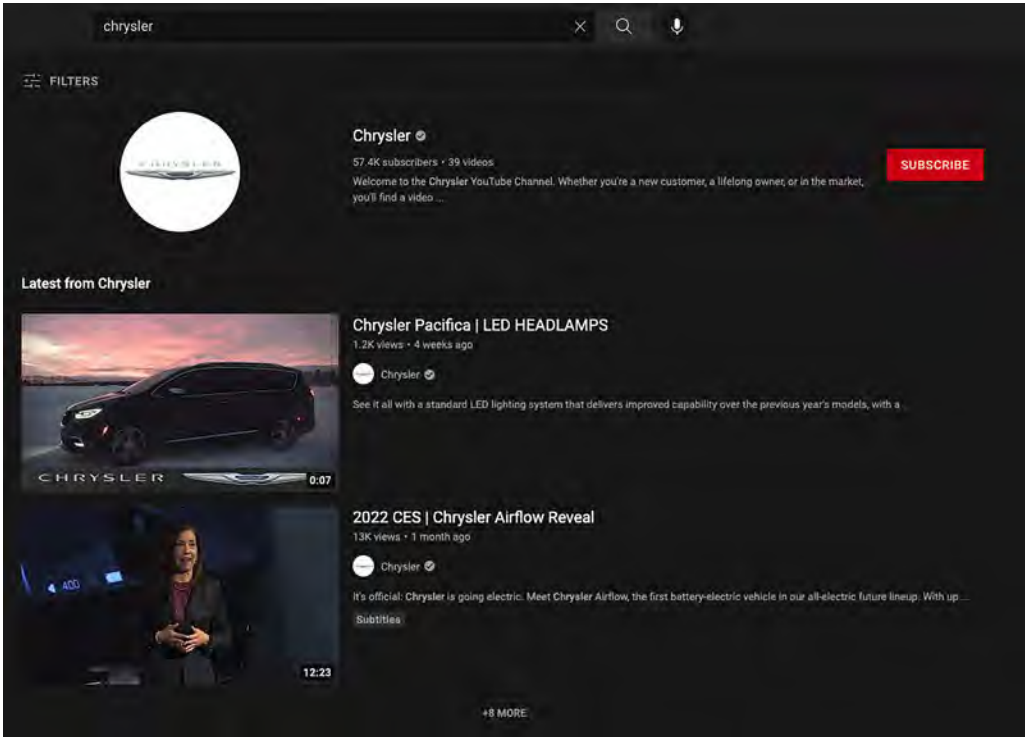 chrysler
FILTERS
CHRYSLER
Chrysler
57.4K subscribers • 39 videos
Welcome to the Chrysler YouTube Channel. Whether you're a new customer, a lifelong owner, or in the market,
you'll find a video ...
SUBSCRIBE
Latest from Chrysler
CHRYSLER
0:07
Chrysler Pacifica | LED HEADLAMPS
1.2K views • 4 weeks ago
Chrysler
See it all with a standard LED lighting system that delivers improved capability over the previous year's models, with a
400
12:23
2022 CES | Chrysler Airflow Reveal
13K views • 1 month ago
Chrysler
It's official: Chrysler is going electric. Meet Chrysler Airflow, the first battery-electric vehicle in our all-electric future lineup. With up ...
Subtitles
+8 MORE